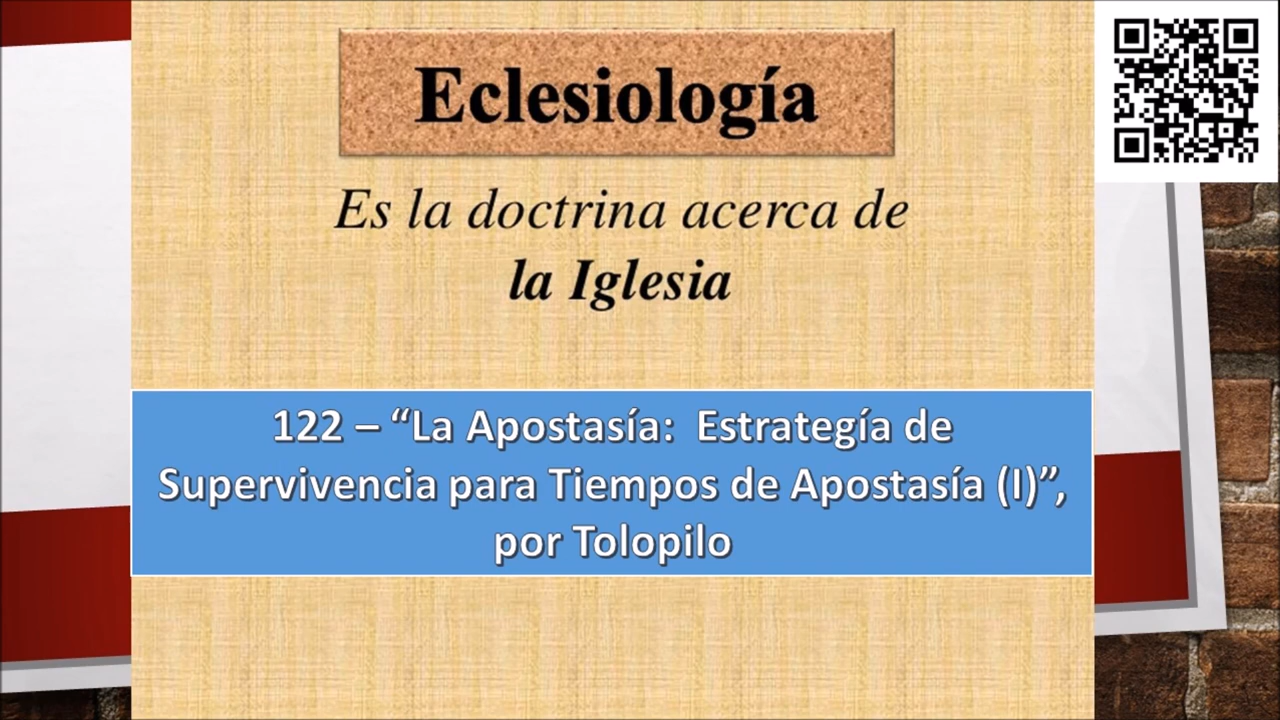 Eclesiología
Es la doctrina acerca de
la Iglesia
122 – “La Apostasía:  Estrategía de
Supervivencia para Tiempos de Apostasía (I)”,
por Tolopilo